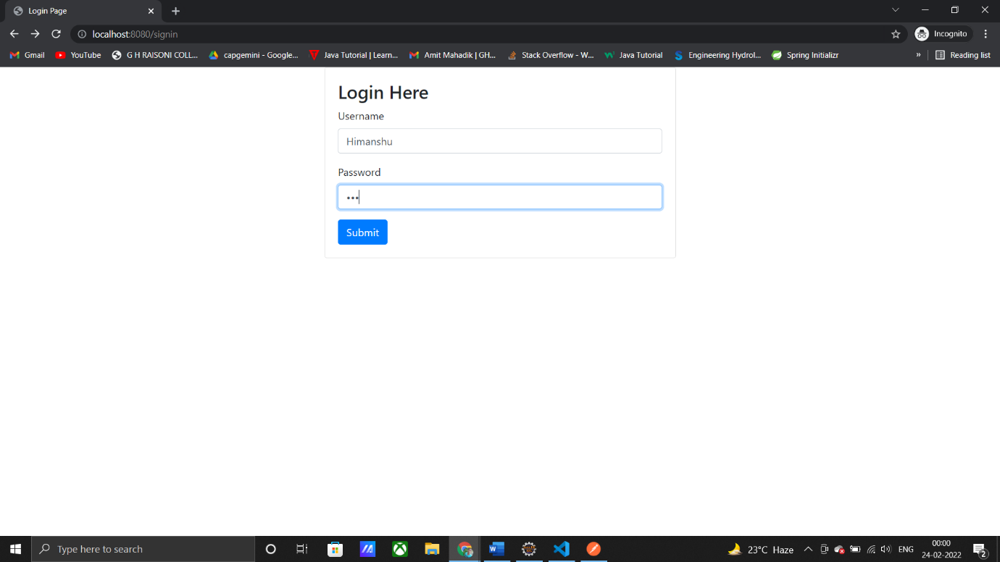 Login Page
localhost:8080/signin
Incognito
Gmail
YouTube
G H RAISONI COLL...
capgemini - Google...
Java Tutorial | Learn...
Amit Mahadik | GH...
Stack Overflow - W...
Java Tutorial
Engineering Hydrol...
Spring Initializr
»
Reading list
Login Here
Username
Himanshu
Password
•••
Submit
Type here to search
23°C Haze
ENG
00:00
24-02-2022
2